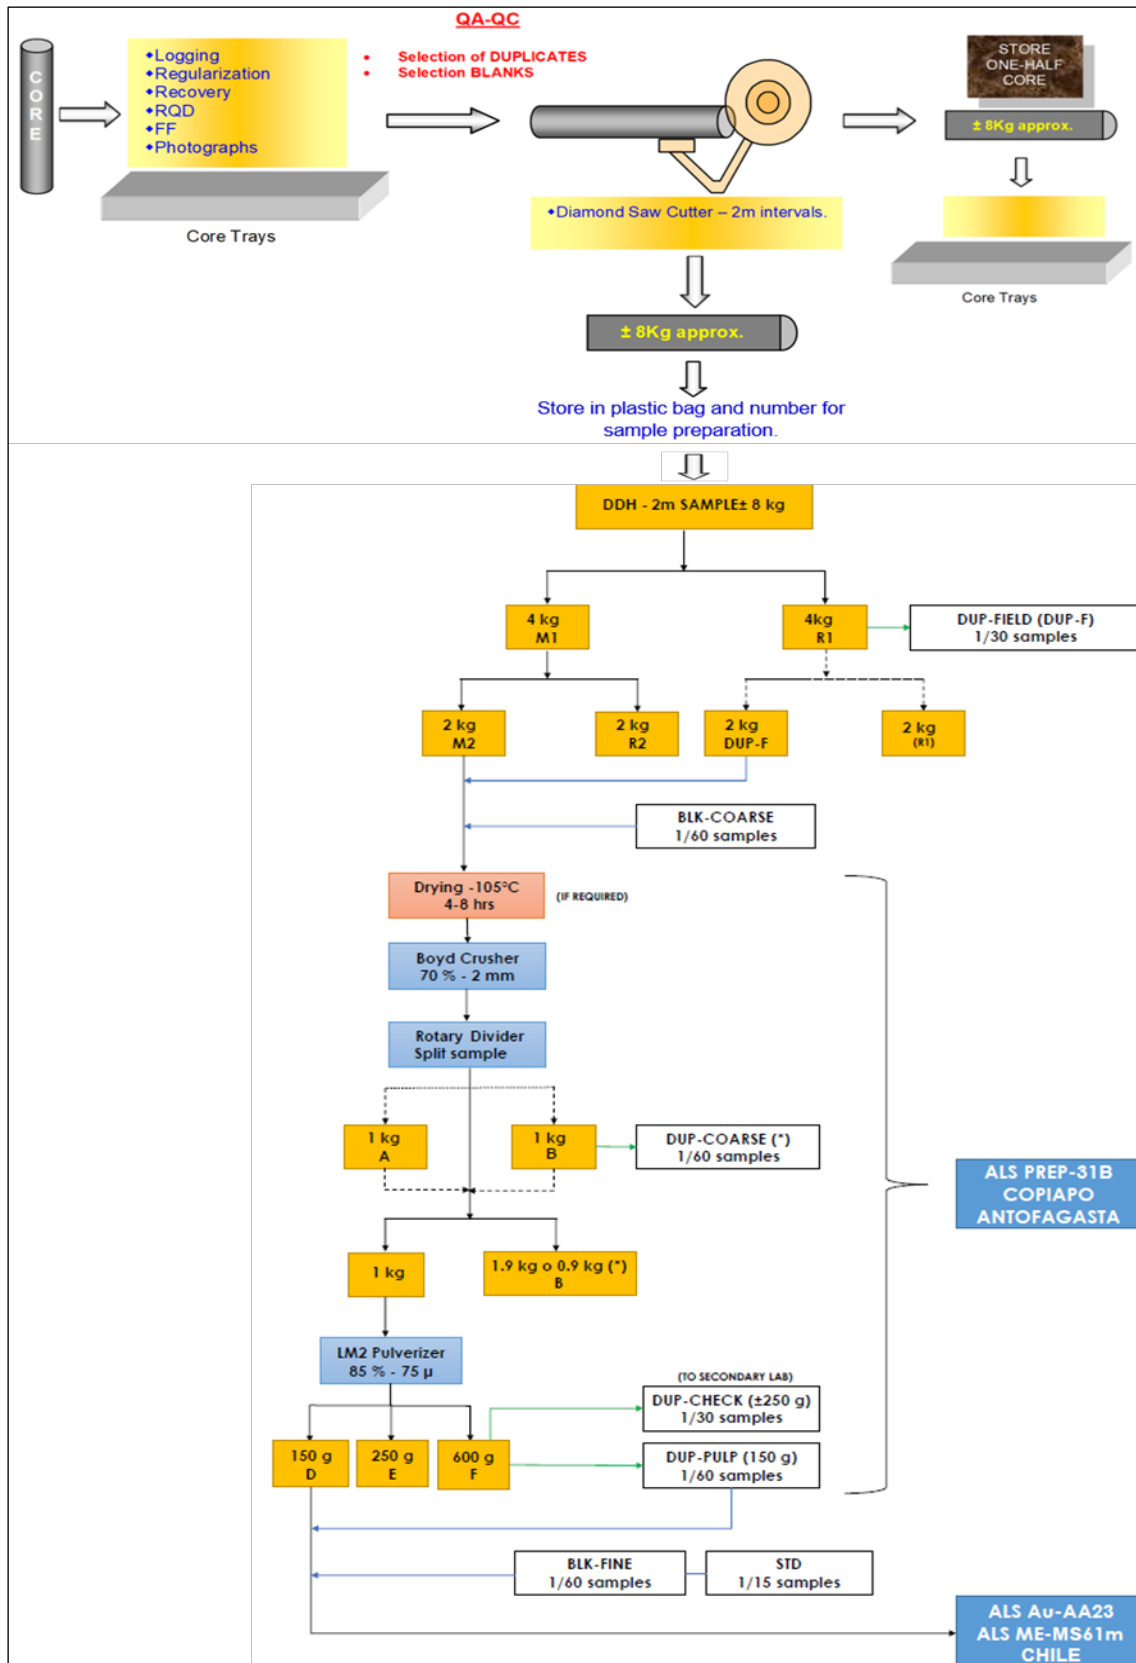 QA-QC
• Selection of DUPLICATES
• Selection BLANKS
CORE
◆Logging
◆Regularization
◆Recovery
◆RQD
◆FF
◆Photographs
Core Trays
◆Diamond Saw Cutter – 2m intervals.
STORE
ONE-HALF
CORE
± 8Kg approx.
Core Trays
± 8Kg approx.
Store in plastic bag and number for
sample preparation.
DDH - 2m SAMPLE± 8 kg
4 kg
M1
4kg
R1
DUP-FIELD (DUP-F)
1/30 samples
2 kg
M2
2 kg
R2
2 kg
DUP-F
2 kg
(R1)
BLK-COARSE
1/60 samples
Drying -105°C
4-8 hrs
(IF REQUIRED)
Boyd Crusher
70 % - 2 mm
Rotary Divider
Split sample
1 kg
A
1 kg
B
DUP-COARSE (*)
1/60 samples
ALS PREP-31B
COPIAPO
ANTOFAGASTA
1 kg
1.9 kg o 0.9 kg (*)
B
LM2 Pulverizer
85 % - 75 µ
(TO SECONDARY LAB)
DUP-CHECK (±250 g)
1/30 samples
150 g
D
250 g
E
600 g
F
DUP-PULP (150 g)
1/60 samples
BLK-FINE
1/60 samples
STD
1/15 samples
ALS Au-AA23
ALS ME-MS61m
CHILE